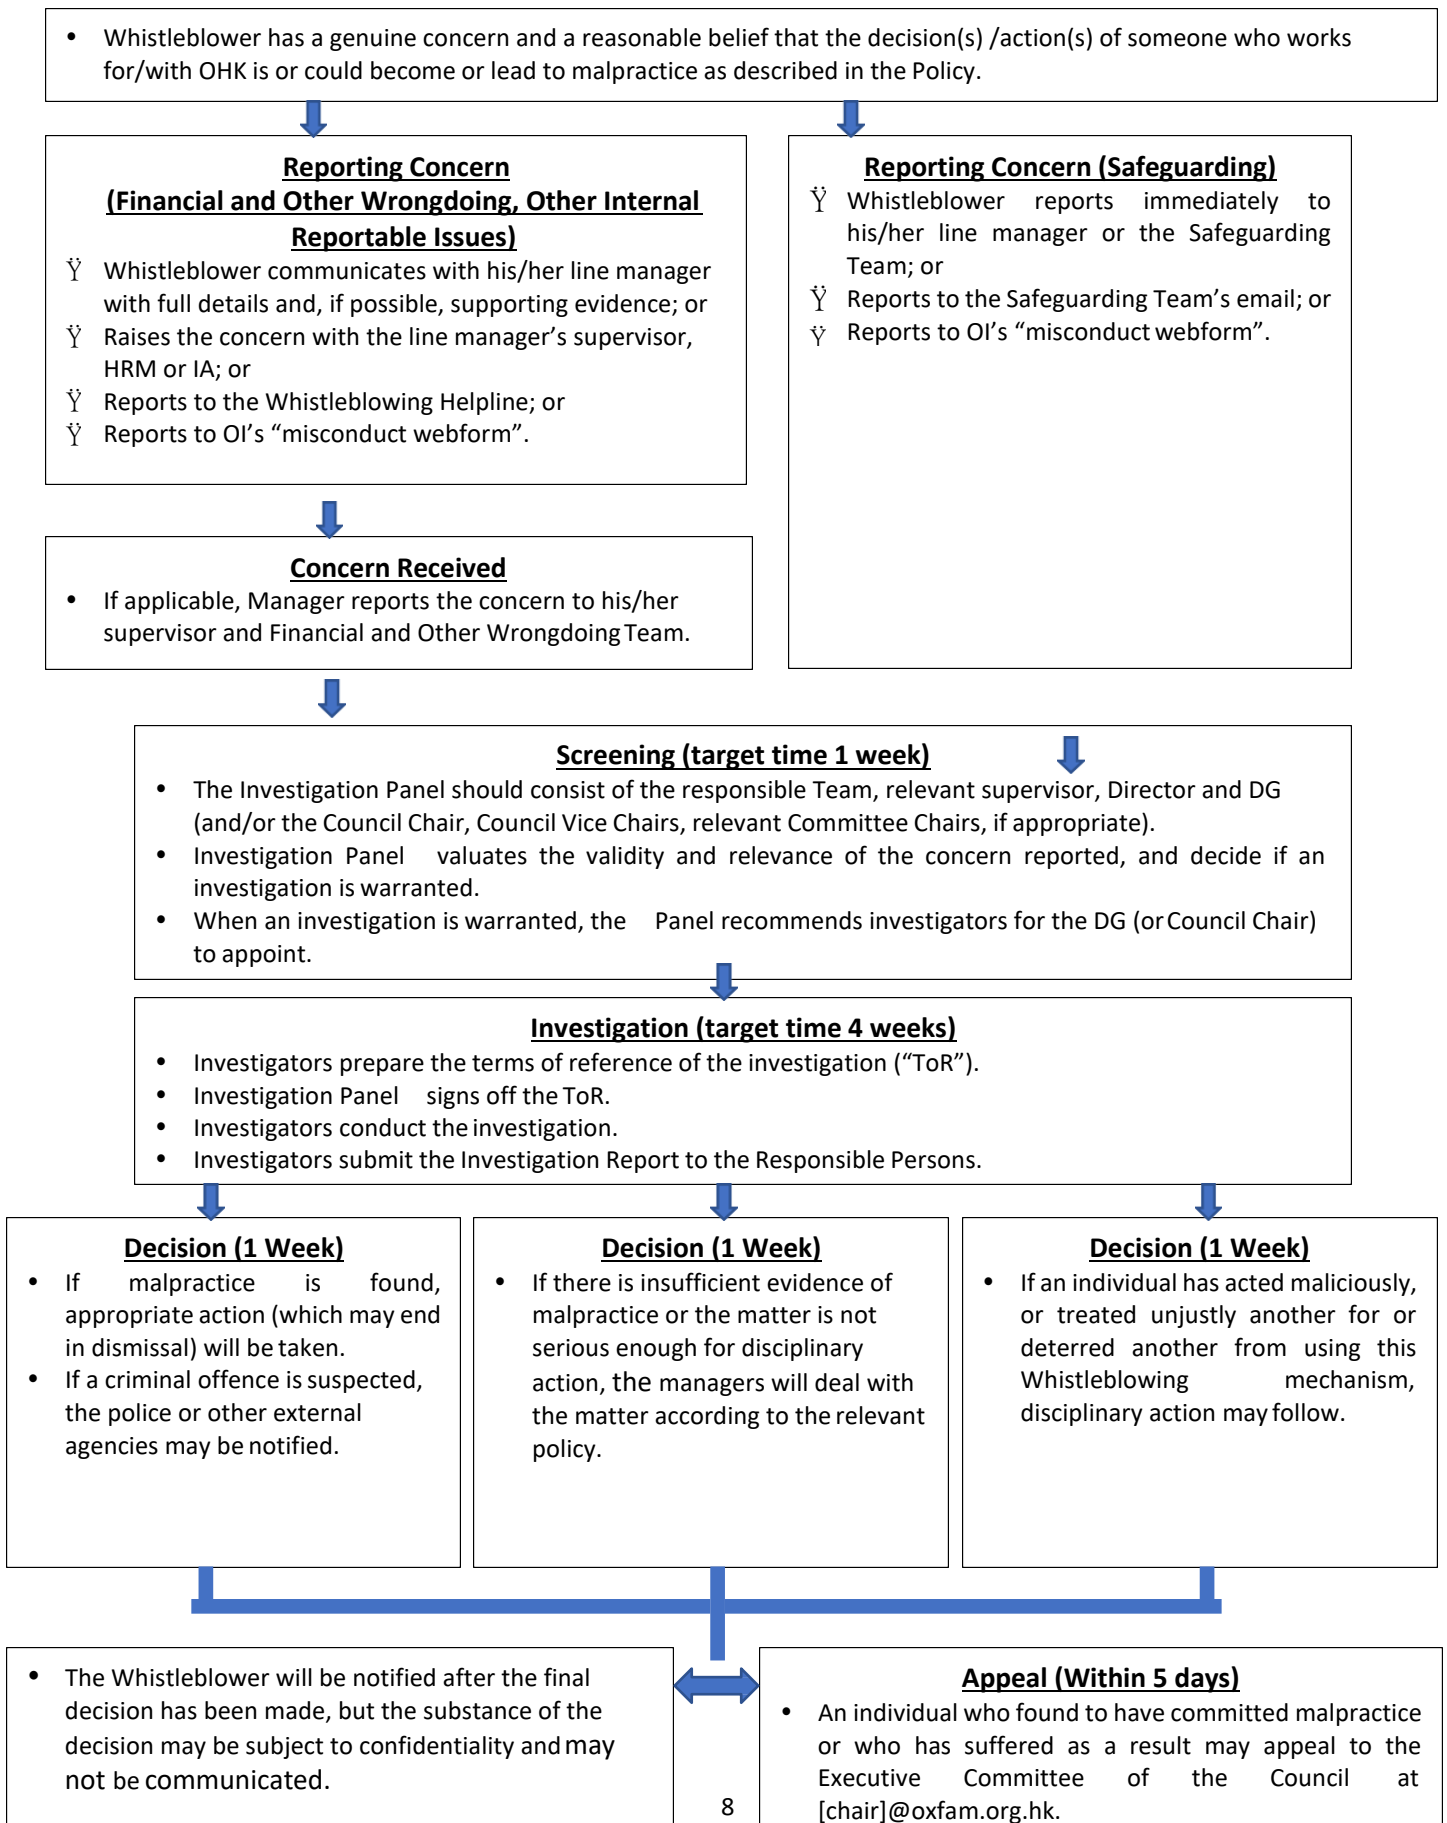 • Whistleblower has a genuine concern and a reasonable belief that the decision(s) /action(s) of someone who works
for/with OHK is or could become or lead to malpractice as described in the Policy.
Reporting Concern
(Financial and Other Wrongdoing, Other Internal
Reportable Issues)
Ÿ Whistleblower communicates with his/her line manager
with full details and, if possible, supporting evidence; or
Ÿ Raises the concern with the line manager's supervisor,
HRM or IA; or
Ÿ Reports to the Whistleblowing Helpline; or
Ÿ Reports to OI's “misconduct webform”.
Reporting Concern (Safeguarding)
Ÿ Whistleblower reports immediately to
his/her line manager or the Safeguarding
Team; or
Ÿ Reports to the Safeguarding Team's email; or
Ÿ Reports to OI's “misconduct webform”.
Concern Received
• If applicable, Manager reports the concern to his/her
supervisor and Financial and Other Wrongdoing Team.
Screening (target time 1 week)
• The Investigation Panel should consist of the responsible Team, relevant supervisor, Director and DG
(and/or the Council Chair, Council Vice Chairs, relevant Committee Chairs, if appropriate).
• Investigation Panel valuates the validity and relevance of the concern reported, and decide if an
investigation is warranted.
• When an investigation is warranted, the Panel recommends investigators for the DG (or Council Chair)
to appoint.
Investigation (target time 4 weeks)
• Investigators prepare the terms of reference of the investigation (“ToR”).
• Investigation Panel signs off the ToR.
• Investigators conduct the investigation.
• Investigators submit the Investigation Report to the Responsible Persons.
Decision (1 Week)
• If malpractice is found,
appropriate action (which may end
in dismissal) will be taken.
• If a criminal offence is suspected,
the police or other external
agencies may be notified.
Decision (1 Week)
• If there is insufficient evidence of
malpractice or the matter is not
serious enough for disciplinary
action, the managers will deal with
the matter according to the relevant
policy.
Decision (1 Week)
• If an individual has acted maliciously,
or treated unjustly another for or
deterred another from using this
Whistleblowing mechanism,
disciplinary action may follow.
• The Whistleblower will be notified after the final
decision has been made, but the substance of the
decision may be subject to confidentiality and may
not be communicated.
Appeal (Within 5 days)
• An individual who found to have committed malpractice
or who has suffered as a result may appeal to the
Executive Committee of the Council at
[chair]@oxfam.org.hk.
8